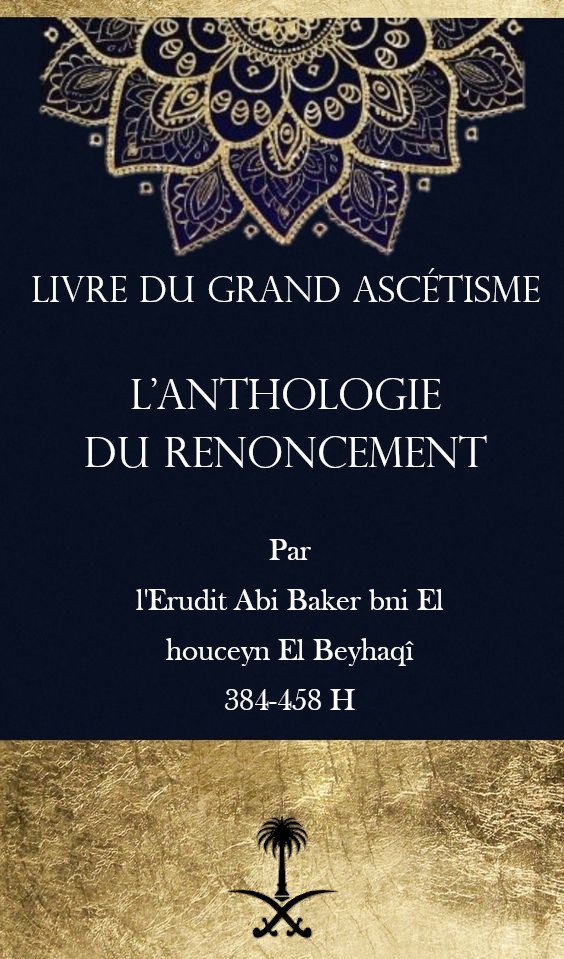 LIVRE DU GRAND ASCÉTISME
L'ANTHOLOGIE
DU RENONCEMENT
Par
l'Erudit Abi Baker bni El
houceyn El Beyhaqî
384-458 H